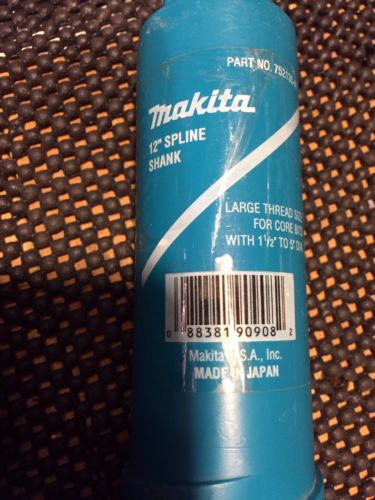 PART NO.
makita
12" SPLINE
SHANK
LARGE THREAD
FOR CORE
WITH 1½" TO 5"
0 88381 90908 2
Makita U.S.A., Inc.
MADE IN JAPAN